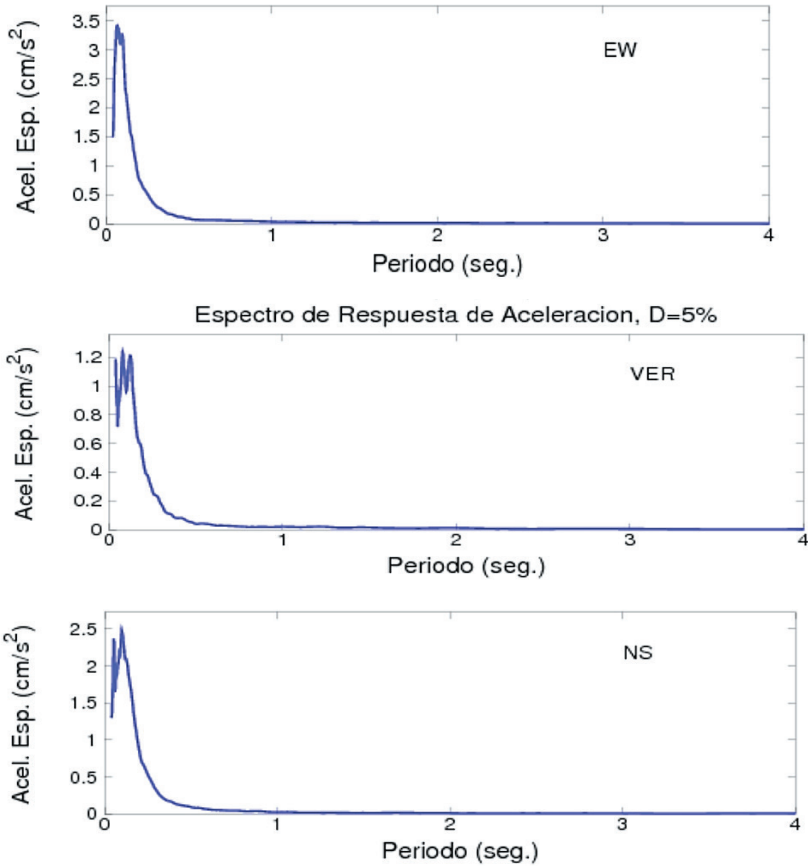 3.5
3
2.5
2
1.5
1
0.5
0
Acel. Esp. (cm/s²)
EW
0 1 2 3 4
Periodo (seg.)
Espectro de Respuesta de Aceleracion, D=5%
1.2
1
0.8
0.6
0.4
0.2
0
Acel. Esp. (cm/s²)
VER
0 1 2 3 4
Periodo (seg.)
2.5
2
1.5
1
0.5
0
Acel. Esp. (cm/s²)
NS
0 1 2 3 4
Periodo (seg.)